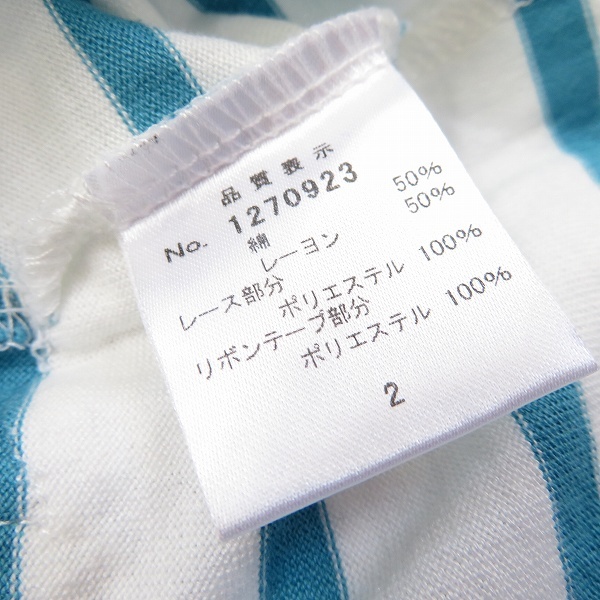 品質表示
No. 1270923
綿 50%
レーヨン 50%
レース部分
ポリエステル 100%
リボンテープ部分
ポリエステル 100%
2